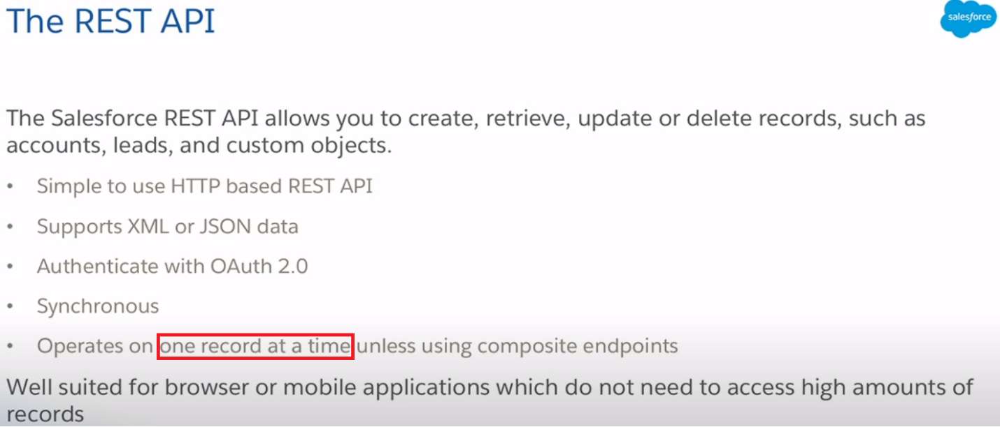 The REST API
salesforce
The Salesforce REST API allows you to create, retrieve, update or delete records, such as
accounts, leads, and custom objects.
• Simple to use HTTP based REST API
• Supports XML or JSON data
• Authenticate with OAuth 2.0
• Synchronous
• Operates on one record at a time unless using composite endpoints
Well suited for browser or mobile applications which do not need to access high amounts of
records